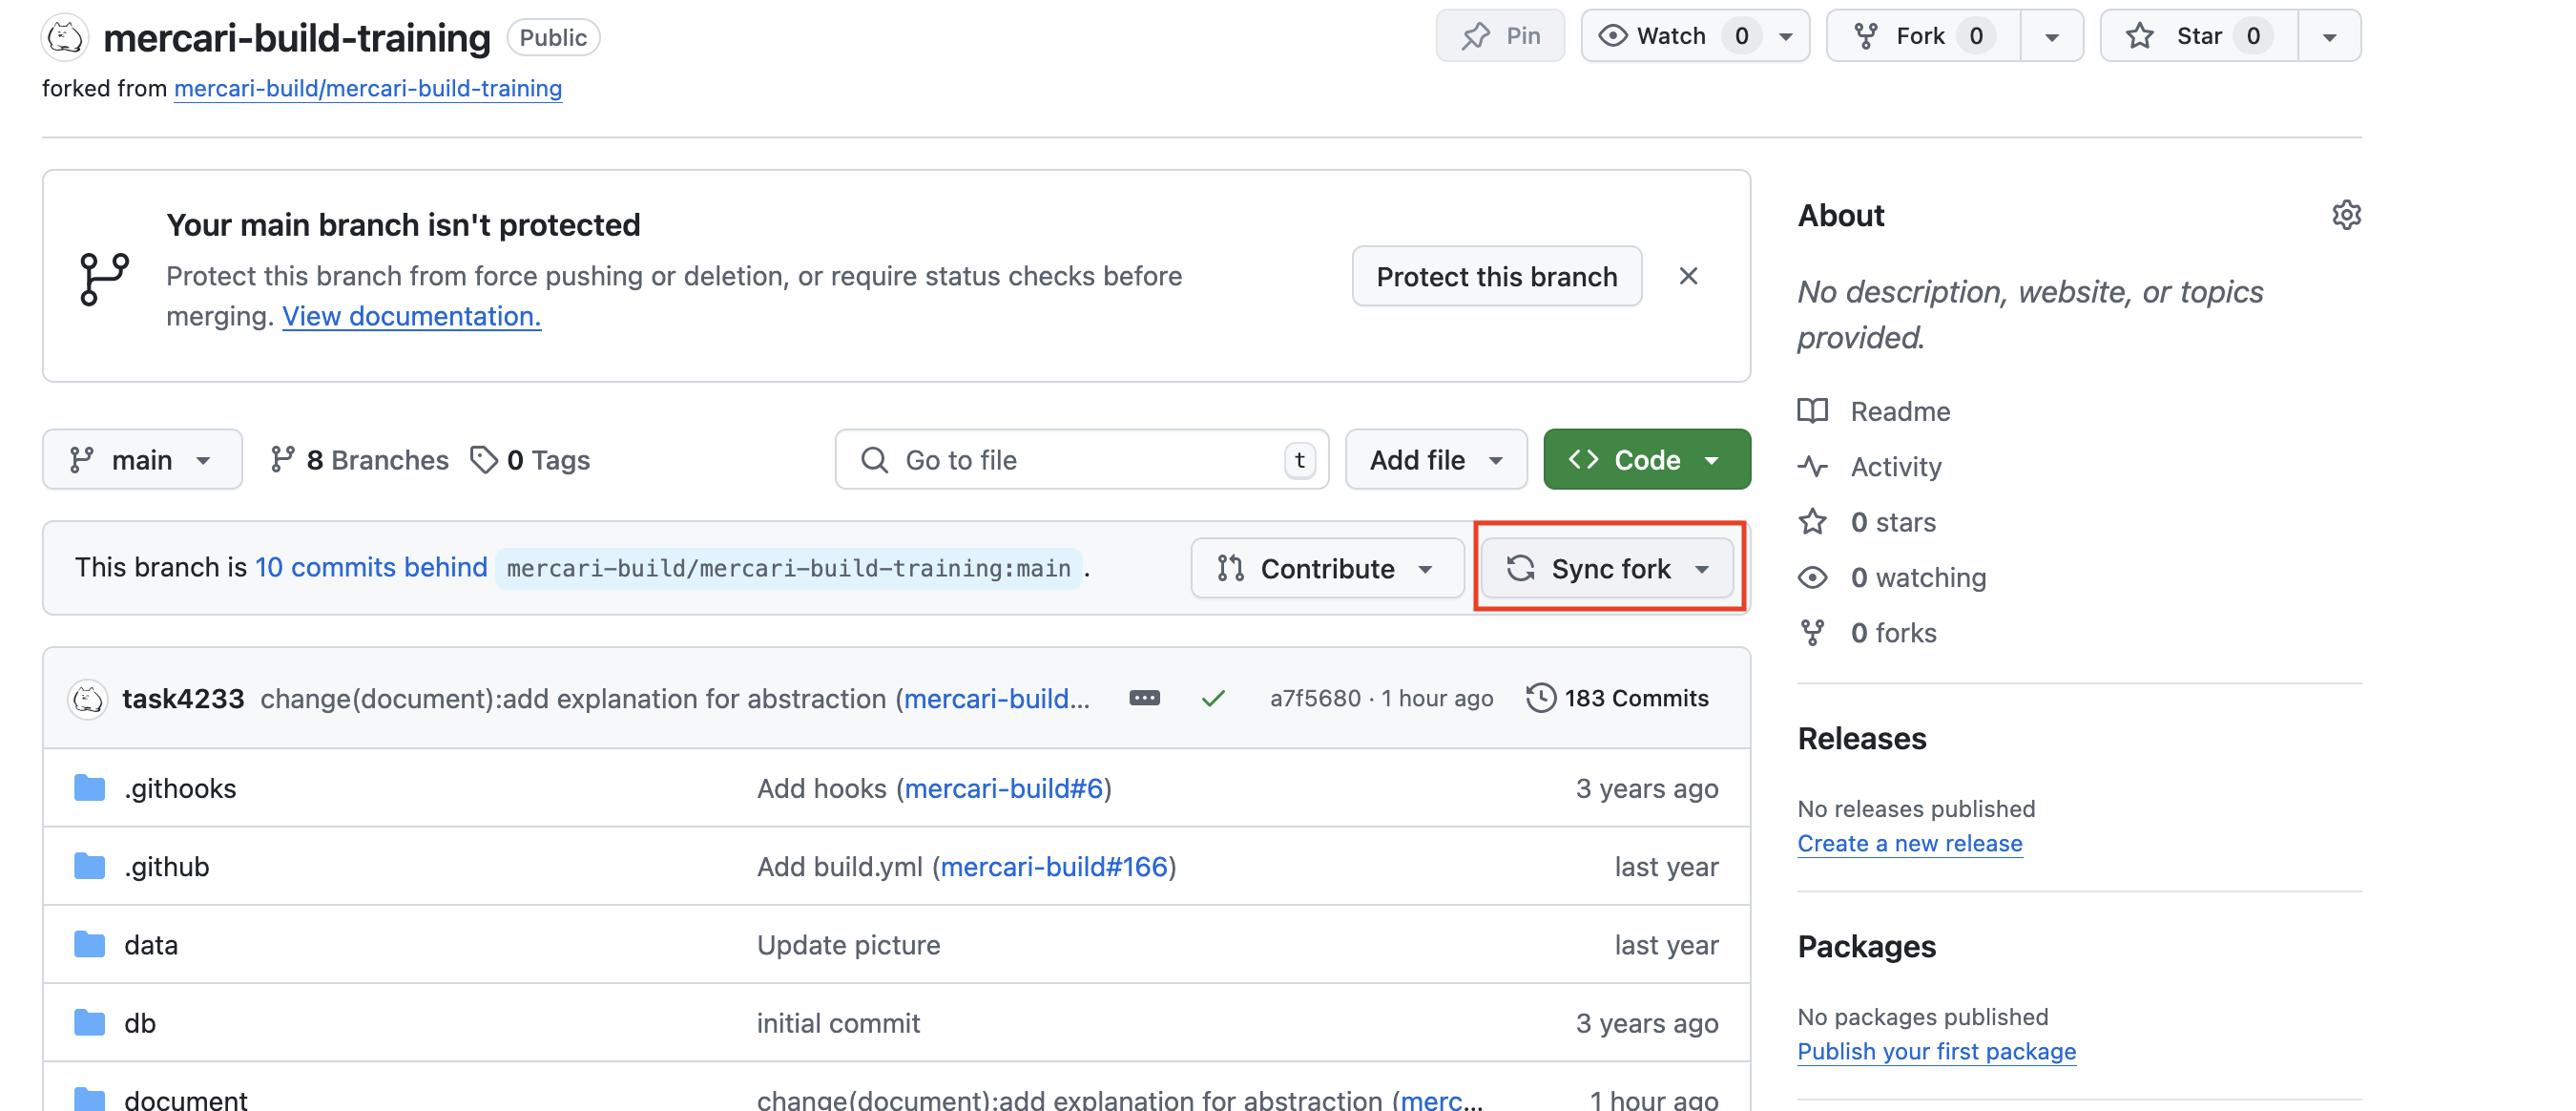 mercari-build-training Public
Pin
Watch 0
Fork 0
Star 0
forked from mercari-build/mercari-build-training
Your main branch isn't protected
Protect this branch from force pushing or deletion, or require status checks before
merging. View documentation.
Protect this branch
main
8 Branches
0 Tags
Go to file
t
Add file
Code
This branch is 10 commits behind mercari-build/mercari-build-training:main .
Contribute
Sync fork
task4233 change(document):add explanation for abstraction (mercari-build... a7f5680 · 1 hour ago 183 Commits
.githooks Add hooks (mercari-build#6) 3 years ago
.github Add build.yml (mercari-build#166) last year
data Update picture last year
db initial commit 3 years ago
document change(document):add explanation for abstraction (merc... 1 hour ago
About
No description, website, or topics
provided.
Readme
Activity
0 stars
0 watching
0 forks
Releases
No releases published
Create a new release
Packages
No packages published
Publish your first package